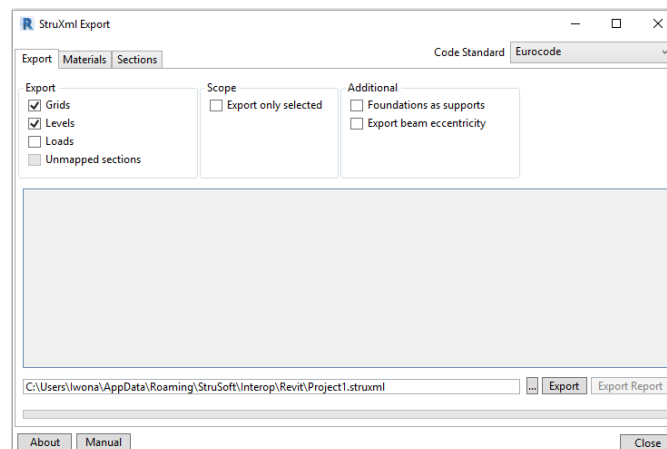 StruXml Export
Code Standard Eurocode
Export Materials Sections
Export Scope Additional
Grids Export only selected Foundations as supports
Levels Export beam eccentricity
Loads
Unmapped sections
C:\Users\Iwona\AppData\Roaming\StruSoft\Interop\Revit\Project1.struxml ... Export Export Report
About Manual Close